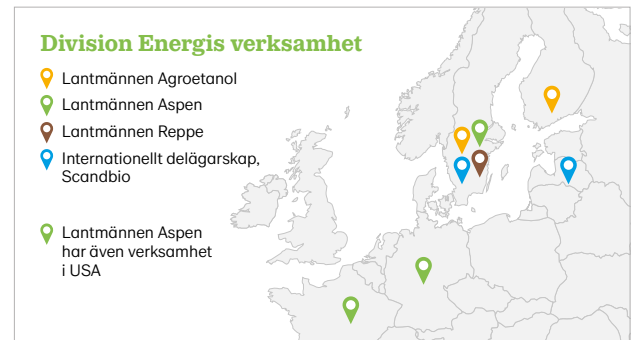 Division Energis verksamhet
Lantmännen Agroetanol
Lantmännen Aspen
Lantmännen Reppe
Internationellt delägarskap,
Scandbio
Lantmännen Aspen
har även verksamhet
i USA